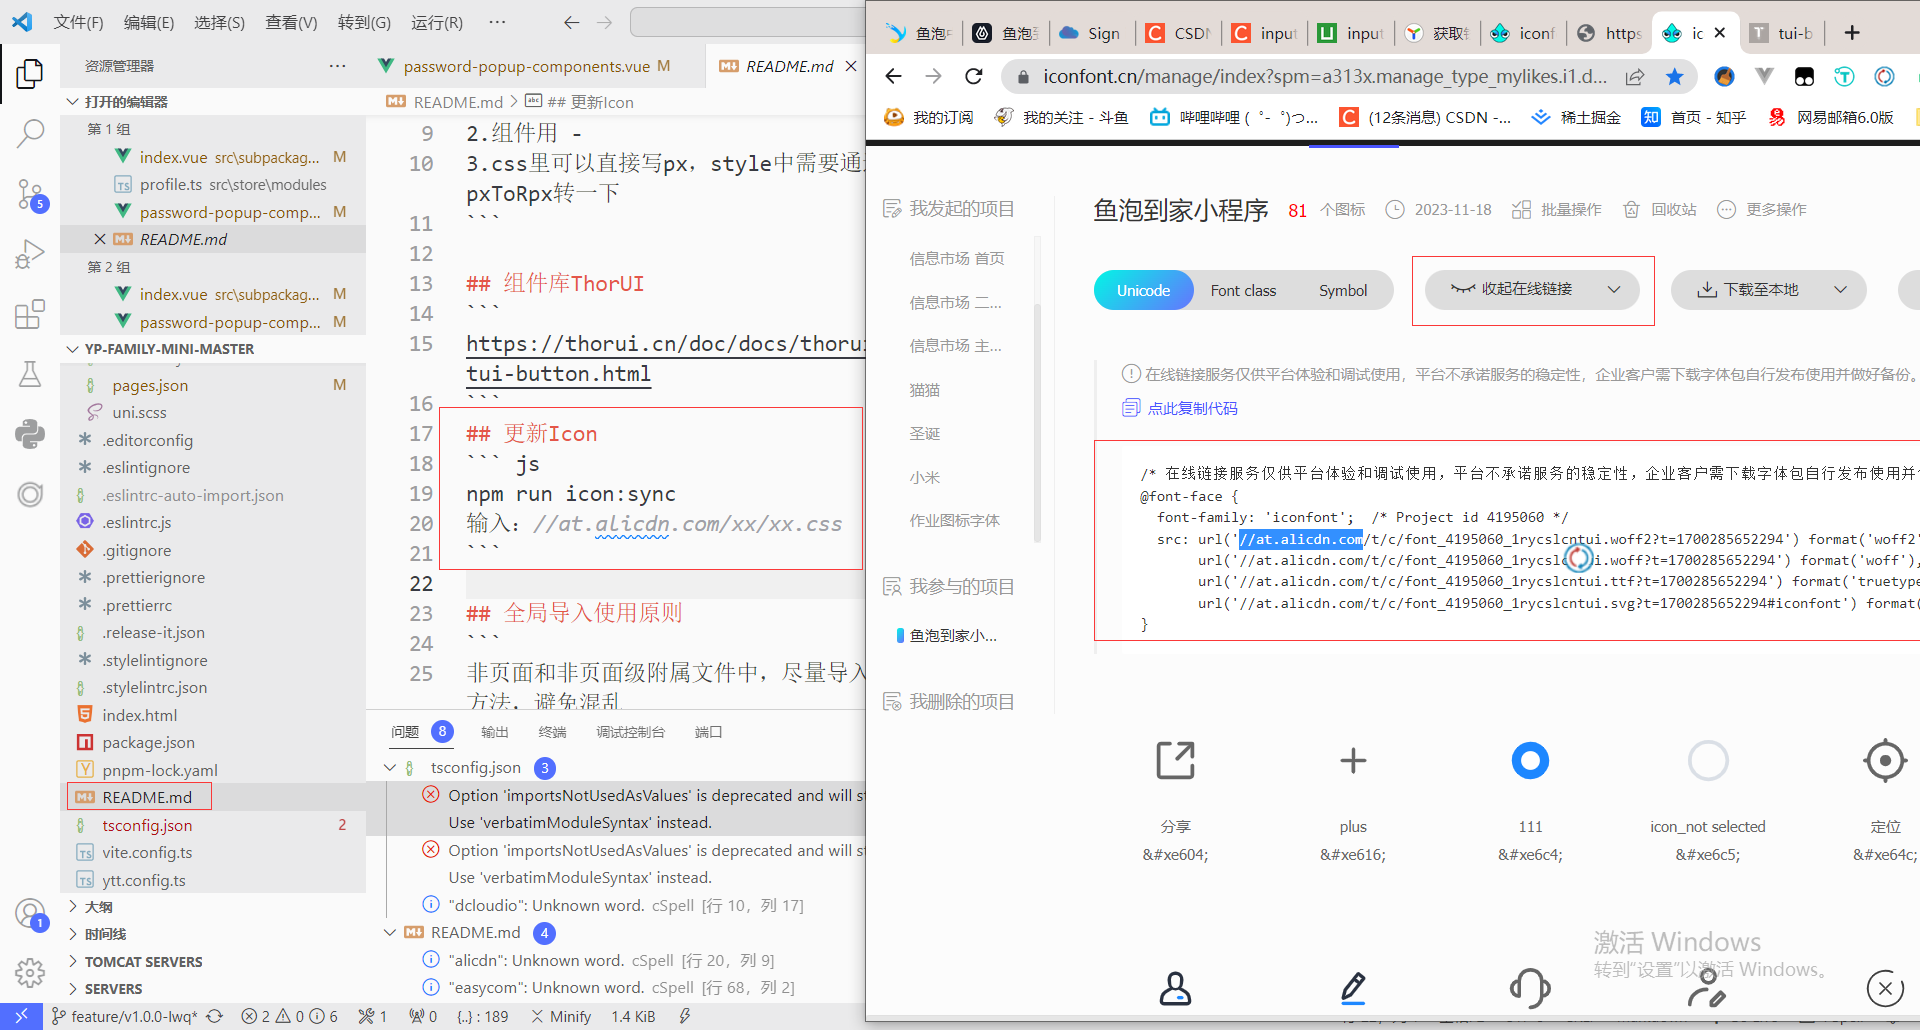 文件(F) 编辑(E) 选择(S) 查看(V) 转到(G) 运行(R) ···
资源管理器 ···
打开的编辑器
第 1 组
index.vue src\subpackag... M
profile.ts src\store\modules
password-popup-comp... M
README.md
第 2 组
index.vue src\subpackag... M
password-popup-comp... M
YP-FAMILY-MINI-MASTER
pages.json M
uni.scss
.editorconfig
.eslintignore
.eslintrc-auto-import.json
.eslintrc.js
.gitignore
.prettierignore
.prettierrc
.release-it.json
.stylelintignore
.stylelintrc.json
index.html
package.json
pnpm-lock.yaml
README.md
tsconfig.json 2
vite.config.ts
ytt.config.ts
大纲
时间线
TOMCAT SERVERS
SERVERS
5
1
password-popup-components.vue M
README.md
README.md > ## 更新Icon
9 2.组件用 -
10 3.css里可以直接写px，style中需要通
pxToRpx转一下
11 ```
12
13 ## 组件库ThorUI
14 ```
15
https://thorui.cn/doc/docs/thorui
tui-button.html
16 ```
17 ## 更新Icon
18 ``` js
19 npm run icon:sync
20 输入: //at.alicdn.com/xx/xx.css
21 ```
22
23 ## 全局导入使用原则
24 ```
25 非页面和非页面级附属文件中，尽量导入
方法，避免混乱
问题 8 输出 终端 调试控制台 端口
tsconfig.json 3
Option 'importsNotUsedAsValues' is deprecated and will s
Use 'verbatimModuleSyntax' instead.
Option 'importsNotUsedAsValues' is deprecated and will s
Use 'verbatimModuleSyntax' instead.
"dcloudio": Unknown word. cSpell [行 10，列 17]
README.md 4
"alicdn": Unknown word. cSpell [行 20，列 9]
"easycom": Unknown word. cSpell [行 68，列 2]
feature/v1.0.0-lwq* 2 0 6 1 0 {..} : 189 Minify 1.4 KiB
鱼泡 鱼泡 Sign CSDN input input 获取 iconf https ic tui-b
iconfont.cn/manage/index?spm=a313x.manage_type_mylikes.i1.d...
我的订阅 我的关注 - 斗鱼 哔哩哔哩 ( ゜- ゜)つ... (12条消息) CSDN -... 稀土掘金 首页 - 知乎 网易邮箱6.0版
我发起的项目
信息市场 首页
信息市场 二...
信息市场 主...
猫猫
圣诞
小米
作业图标字体
我参与的项目
鱼泡到家小...
我删除的项目
鱼泡到家小程序 81 个图标 2023-11-18 批量操作 回收站 更多操作
Unicode Font class Symbol 收起在线链接 下载至本地
在线链接服务仅供平台体验和调试使用，平台不承诺服务的稳定性，企业客户需下载字体包自行发布使用并做好备份。
点此复制代码
/* 在线链接服务仅供平台体验和调试使用，平台不承诺服务的稳定性，企业客户需下载字体包自行发布使用并
@font-face {
font-family: 'iconfont'; /* Project id 4195060 */
src: url('//at.alicdn.com/t/c/font_4195060_1rycslcntui.woff2?t=1700285652294') format('woff2'
url('//at.alicdn.com/t/c/font_4195060_1rycslcntui.woff?t=1700285652294') format('woff'),
url('//at.alicdn.com/t/c/font_4195060_1rycslcntui.ttf?t=1700285652294') format('truetype
url('//at.alicdn.com/t/c/font_4195060_1rycslcntui.svg?t=1700285652294#iconfont') format(
}
分享 plus 111 icon_not selected 定位
&#xe604; &#xe616; &#xe6c4; &#xe6c5; &#xe64c;
激活 Windows
转到“设置”以激活 Windows。